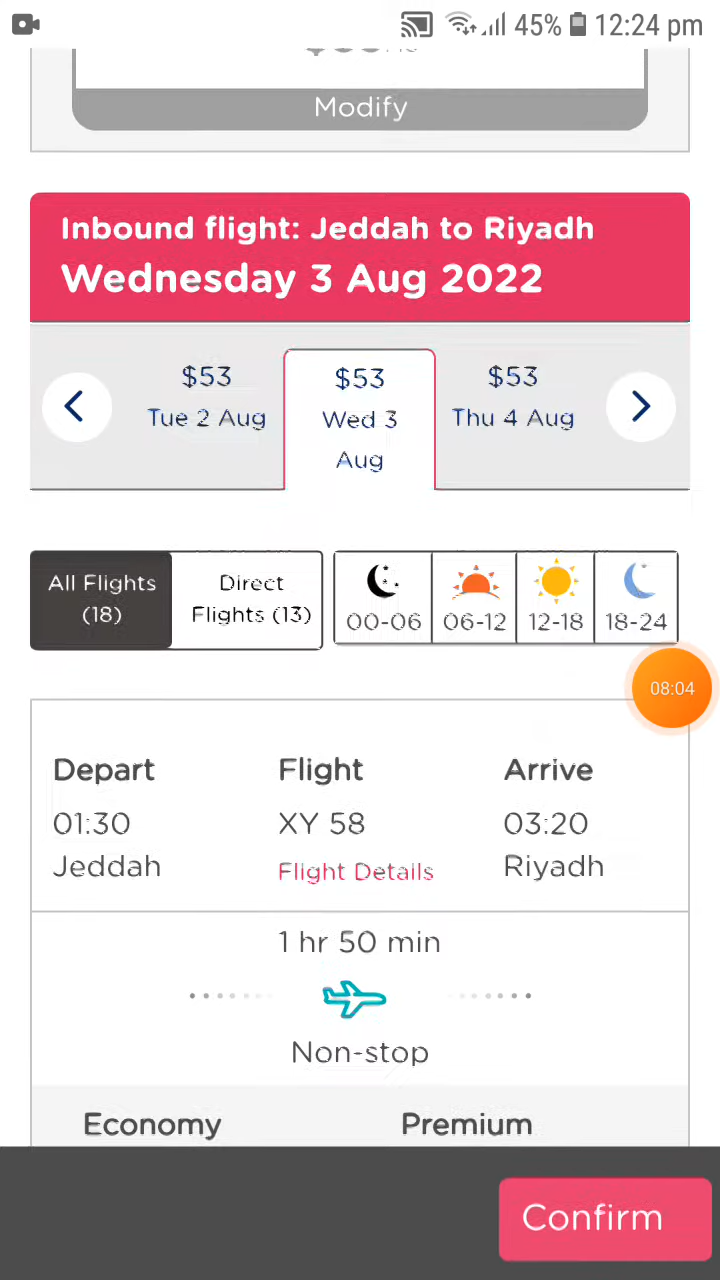 45% 12:24 pm
Modify
Inbound flight: Jeddah to Riyadh
Wednesday 3 Aug 2022
$53 $53 $53
Tue 2 Aug Wed 3 Thu 4 Aug
Aug
All Flights Direct
(18) Flights (13) 00-06 06-12 12-18 18-24
08:04
Depart Flight Arrive
01:30 XY 58 03:20
Jeddah Flight Details Riyadh
1 hr 50 min
Non-stop
Economy Premium
Confirm